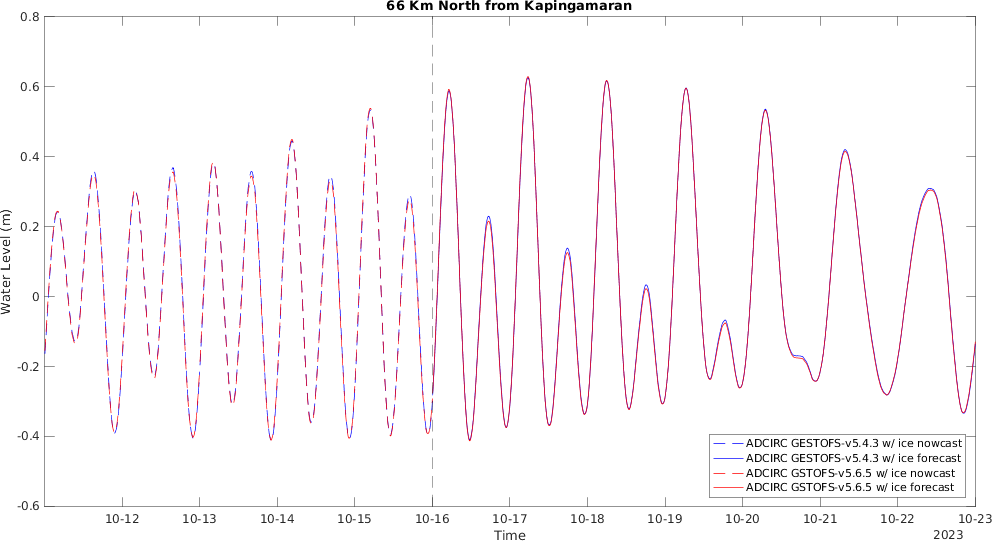 66 Km North from Kapingamaran
0.8
0.6
0.4
0.2
0
-0.2
-0.4
-0.6
Water Level (m)
ADCIRC GESTOFS-v5.4.3 w/ ice nowcast
ADCIRC GESTOFS-v5.4.3 w/ ice forecast
ADCIRC GSTOFS-v5.6.5 w/ ice nowcast
ADCIRC GSTOFS-v5.6.5 w/ ice forecast
10-12 10-13 10-14 10-15 10-16 10-17 10-18 10-19 10-20 10-21 10-22 10-23
Time
2023